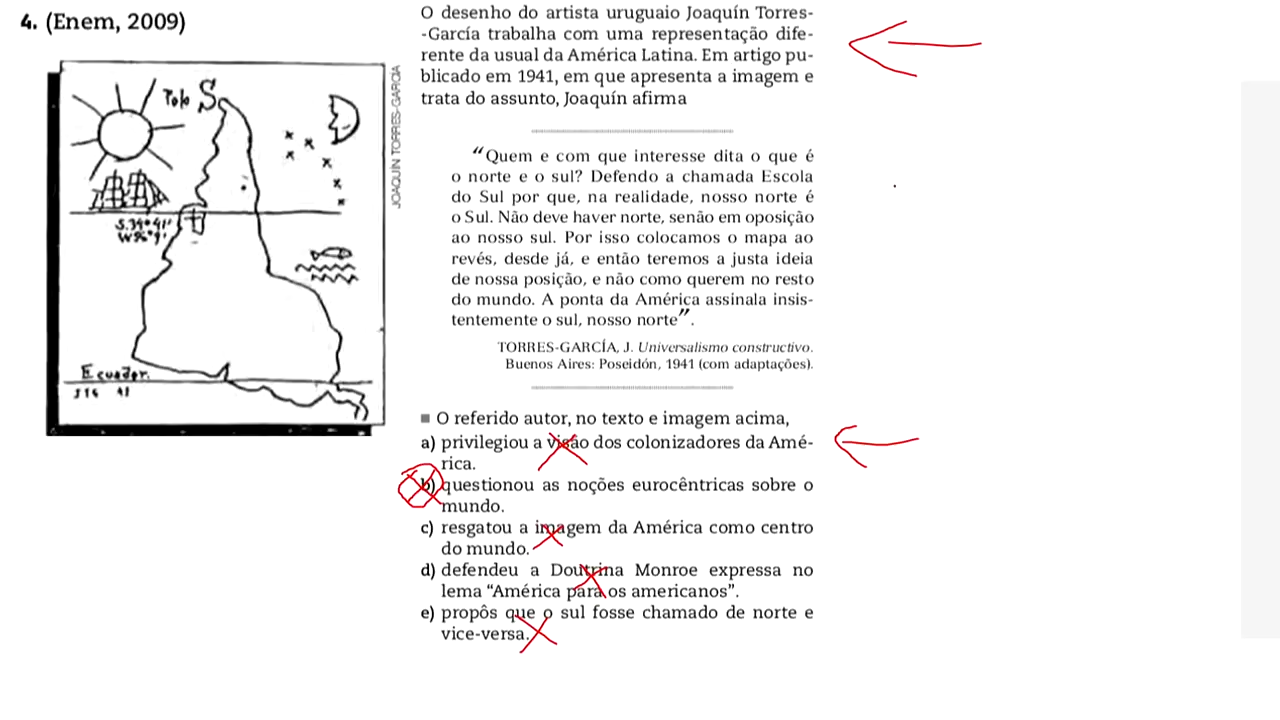 4. (Enem, 2009)
Polo S.
S. 34° 41'
Ecuador.
JOAQUÍN TORRES-GARCÍA
O desenho do artista uruguaio Joaquín Torres-
-García trabalha com uma representação dife-
rente da usual da América Latina. Em artigo pu-
blicado em 1941, em que apresenta a imagem e
trata do assunto, Joaquín afirma
“Quem e com que interesse dita o que é
o norte e o sul? Defendo a chamada Escola
do Sul por que, na realidade, nosso norte é
o Sul. Não deve haver norte, senão em oposição
ao nosso sul. Por isso colocamos o mapa ao
revés, desde já, e então teremos a justa ideia
de nossa posição, e não como querem no resto
do mundo. A ponta da América assinala insis-
tentemente o sul, nosso norte”.
TORRES-GARCÍA, J. Universalismo constructivo.
Buenos Aires: Poseidón, 1941 (com adaptações).
■ O referido autor, no texto e imagem acima,
a) privilegiou a visão dos colonizadores da Amé-
rica.
b) questionou as noções eurocêntricas sobre o
mundo.
c) resgatou a imagem da América como centro
do mundo.
d) defendeu a Doutrina Monroe expressa no
lema “América para os americanos”.
e) propôs que o sul fosse chamado de norte e
vice-versa.